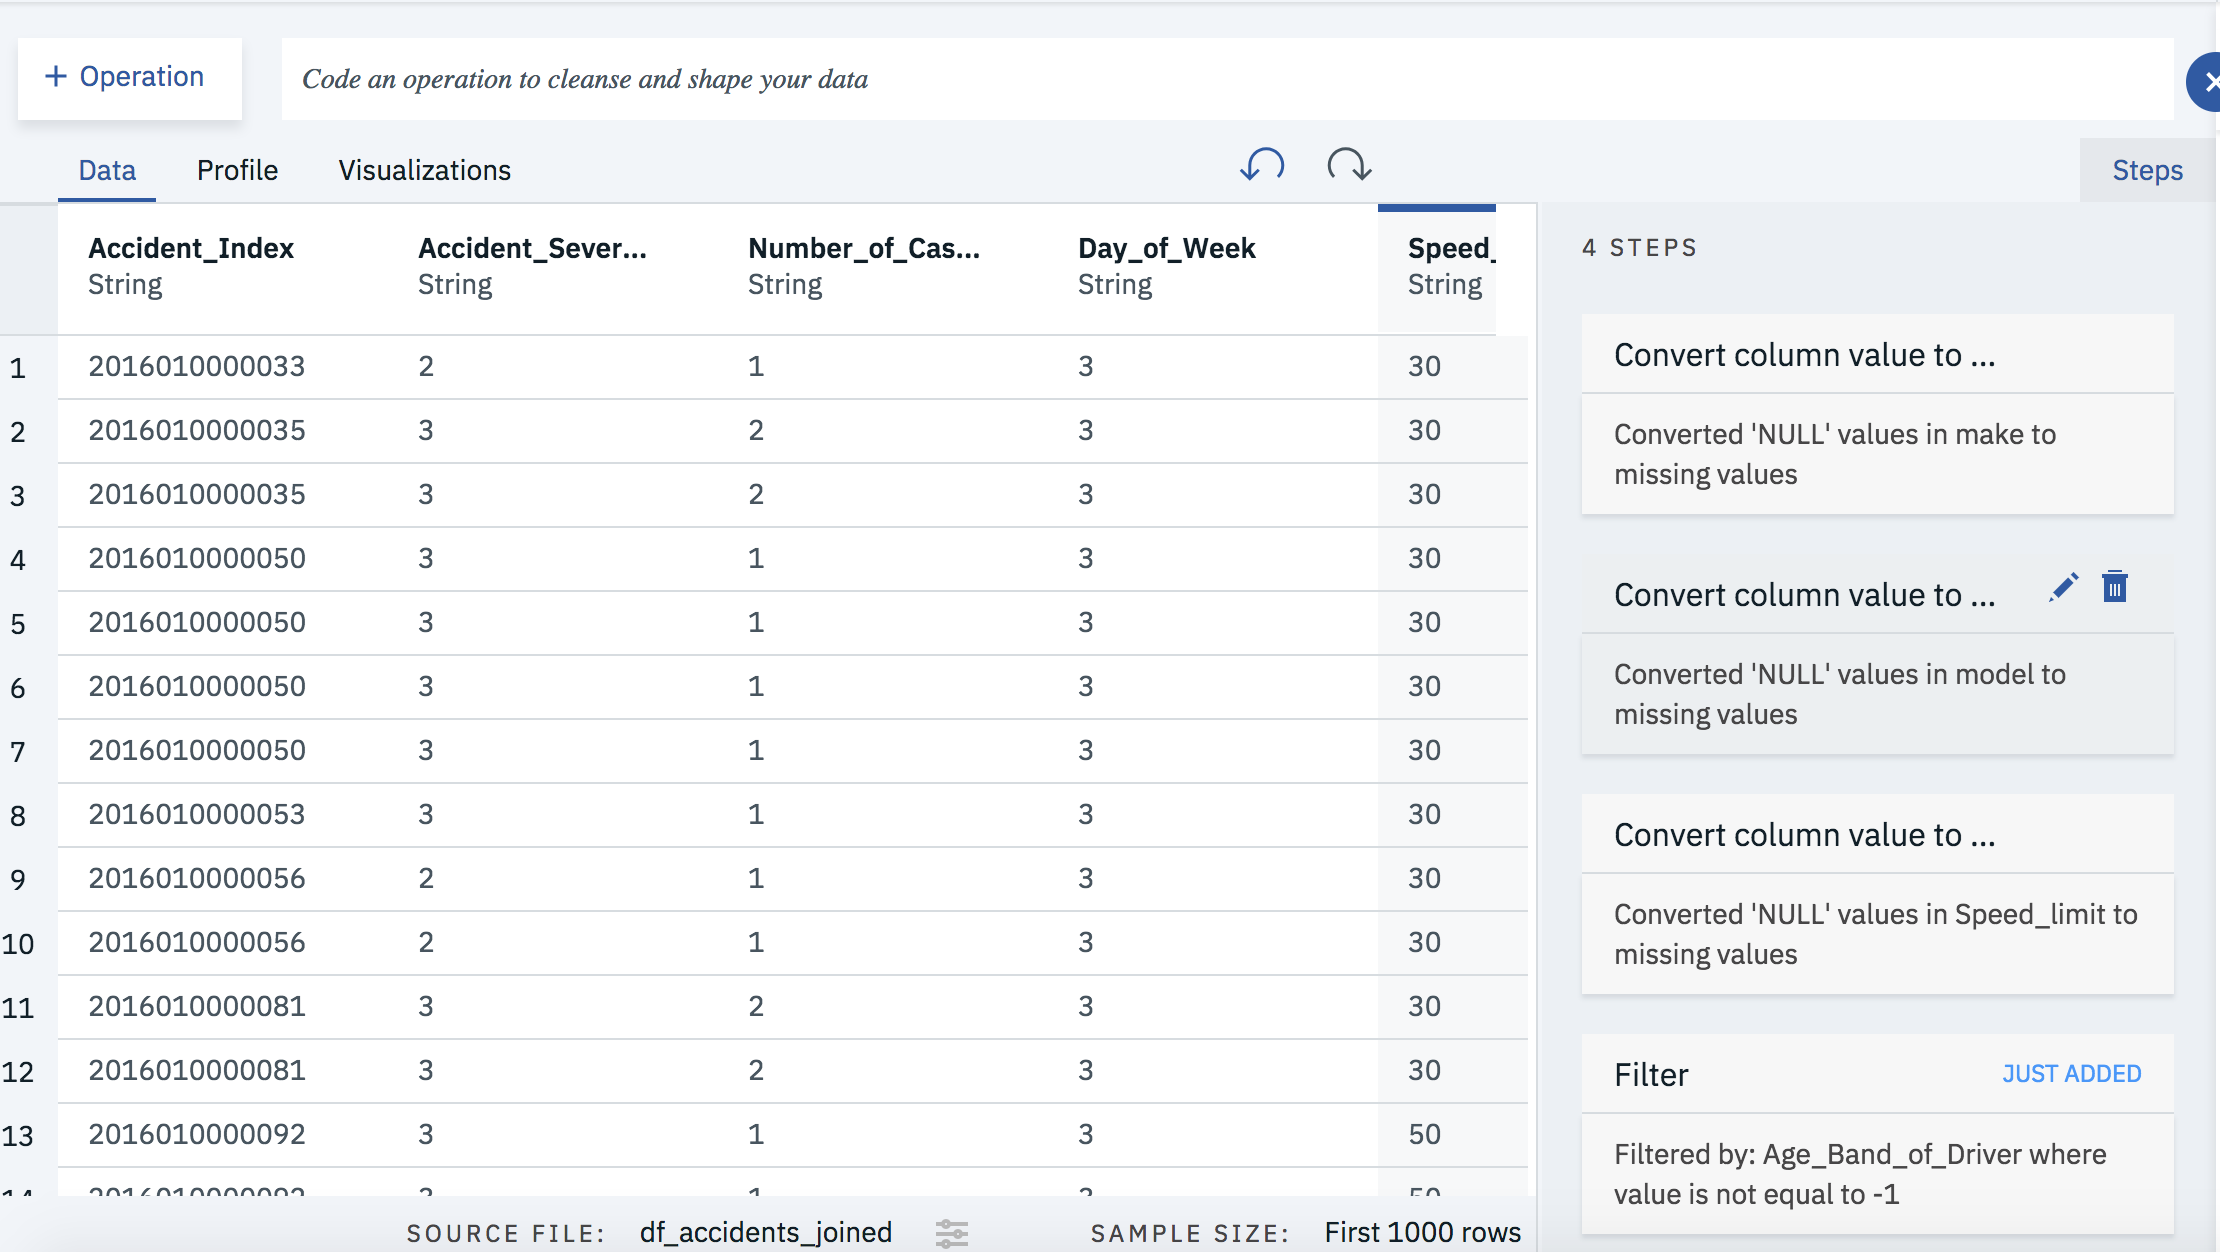 + Operation
Code an operation to cleanse and shape your data
Data Profile Visualizations Steps
Accident_Index Accident_Sever... Number_of_Cas... Day_of_Week Speed_
String String String String String
1 2016010000033 2 1 3 30
2 2016010000035 3 2 3 30
3 2016010000035 3 2 3 30
4 2016010000050 3 1 3 30
5 2016010000050 3 1 3 30
6 2016010000050 3 1 3 30
7 2016010000050 3 1 3 30
8 2016010000053 3 1 3 30
9 2016010000056 2 1 3 30
10 2016010000056 2 1 3 30
11 2016010000081 3 2 3 30
12 2016010000081 3 2 3 30
13 2016010000092 3 1 3 50
SOURCE FILE: df_accidents_joined SAMPLE SIZE: First 1000 rows
4 STEPS
Convert column value to ...
Converted 'NULL' values in make to
missing values
Convert column value to ...
Converted 'NULL' values in model to
missing values
Convert column value to ...
Converted 'NULL' values in Speed_limit to
missing values
Filter JUST ADDED
Filtered by: Age_Band_of_Driver where
value is not equal to -1